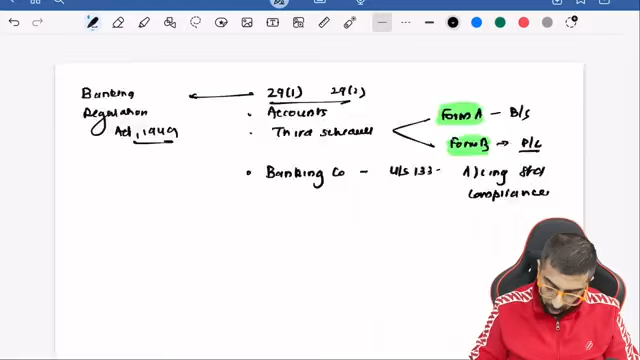 Banking ← 29(1) 29(2)
Regulation
Act, 1949
• Accounts
• Third schedule
Form A – B/S
Form B → P/L
• Banking Co – u/s 133 - A/cing Std
compliance